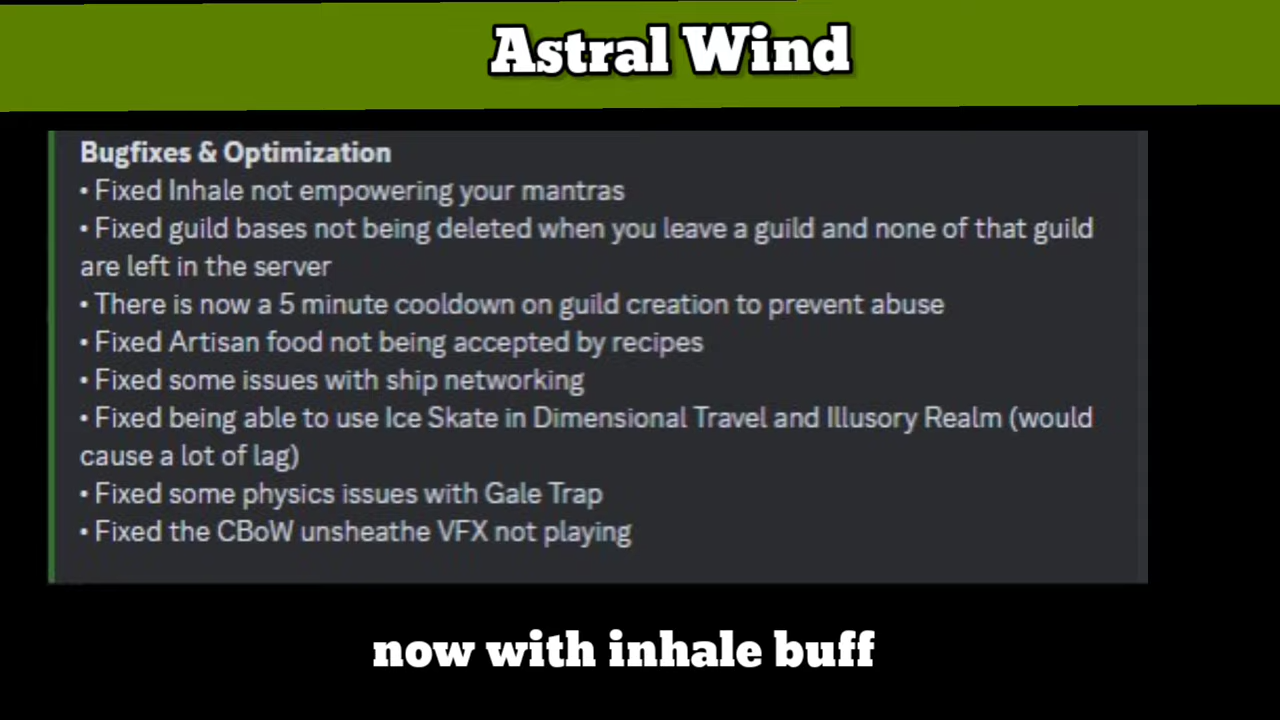 Astral Wind
Bugfixes & Optimization
• Fixed Inhale not empowering your mantras
• Fixed guild bases not being deleted when you leave a guild and none of that guild
are left in the server
• There is now a 5 minute cooldown on guild creation to prevent abuse
• Fixed Artisan food not being accepted by recipes
• Fixed some issues with ship networking
• Fixed being able to use Ice Skate in Dimensional Travel and Illusory Realm (would
cause a lot of lag)
• Fixed some physics issues with Gale Trap
• Fixed the CBoW unsheathe VFX not playing
now with inhale buff